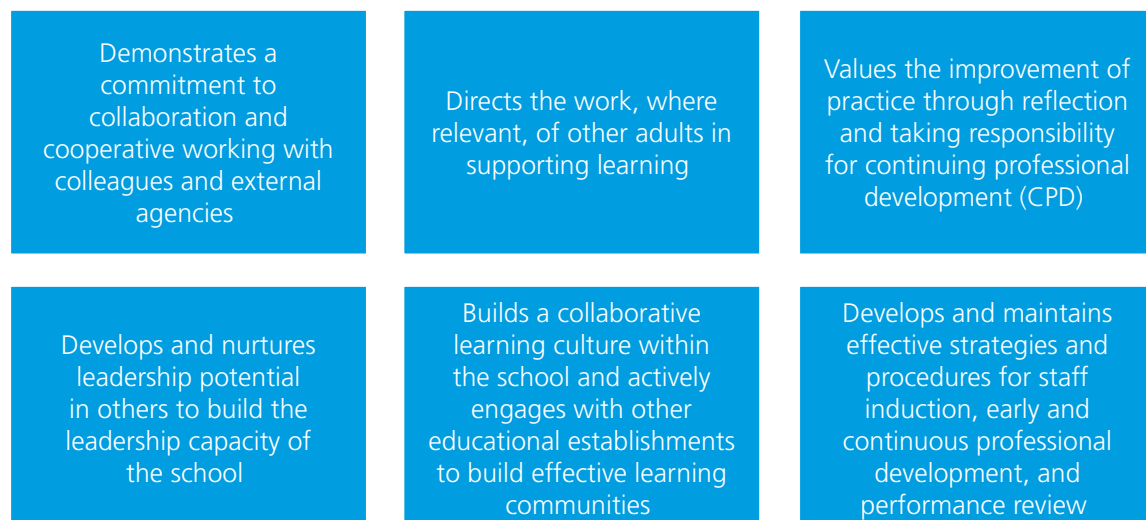 Demonstrates a
commitment to
collaboration and
cooperative working with
colleagues and external
agencies
Directs the work, where
relevant, of other adults in
supporting learning
Values the improvement of
practice through reflection
and taking responsibility
for continuing professional
development (CPD)
Develops and nurtures
leadership potential
in others to build the
leadership capacity of
the school
Builds a collaborative
learning culture within
the school and actively
engages with other
educational establishments
to build effective learning
communities
Develops and maintains
effective strategies and
procedures for staff
induction, early and
continuous professional
development, and
performance review